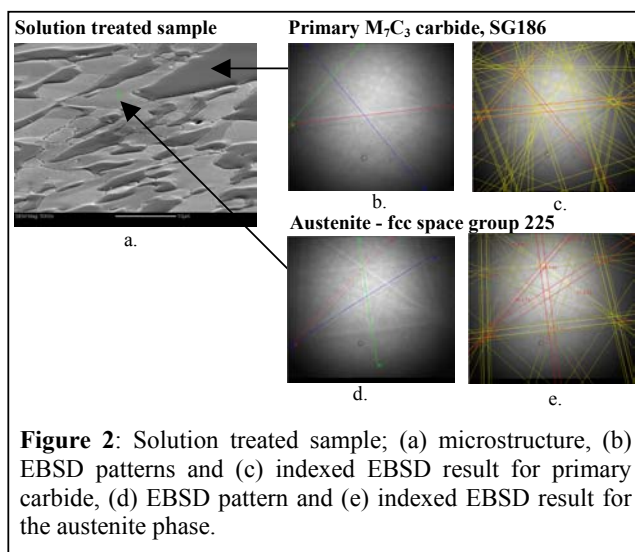 Solution treated sample
Primary M₇C₃ carbide, SG186
a.
b.
c.
Austenite - fcc space group 225
d.
e.
Figure 2: Solution treated sample; (a) microstructure, (b)
EBSD patterns and (c) indexed EBSD result for primary
carbide, (d) EBSD pattern and (e) indexed EBSD result for
the austenite phase.